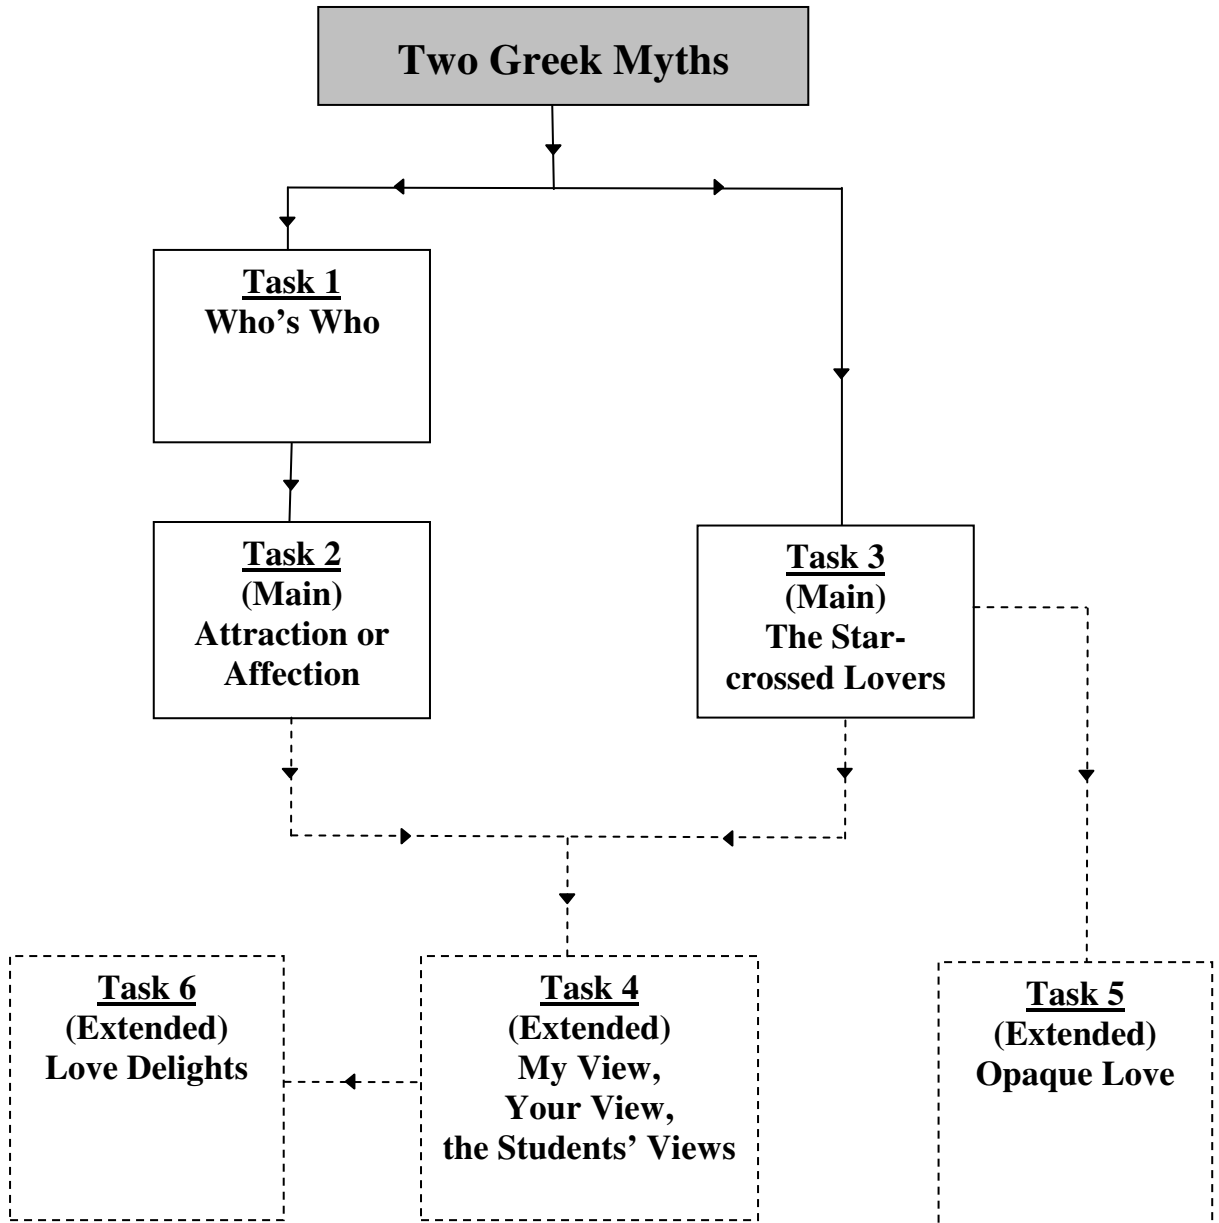 Two Greek Myths
Task 1
Who’s Who
Task 2
(Main)
Attraction or
Affection
Task 3
(Main)
The Star-
crossed Lovers
Task 6
(Extended)
Love Delights
Task 4
(Extended)
My View,
Your View,
the Students’ Views
Task 5
(Extended)
Opaque Love